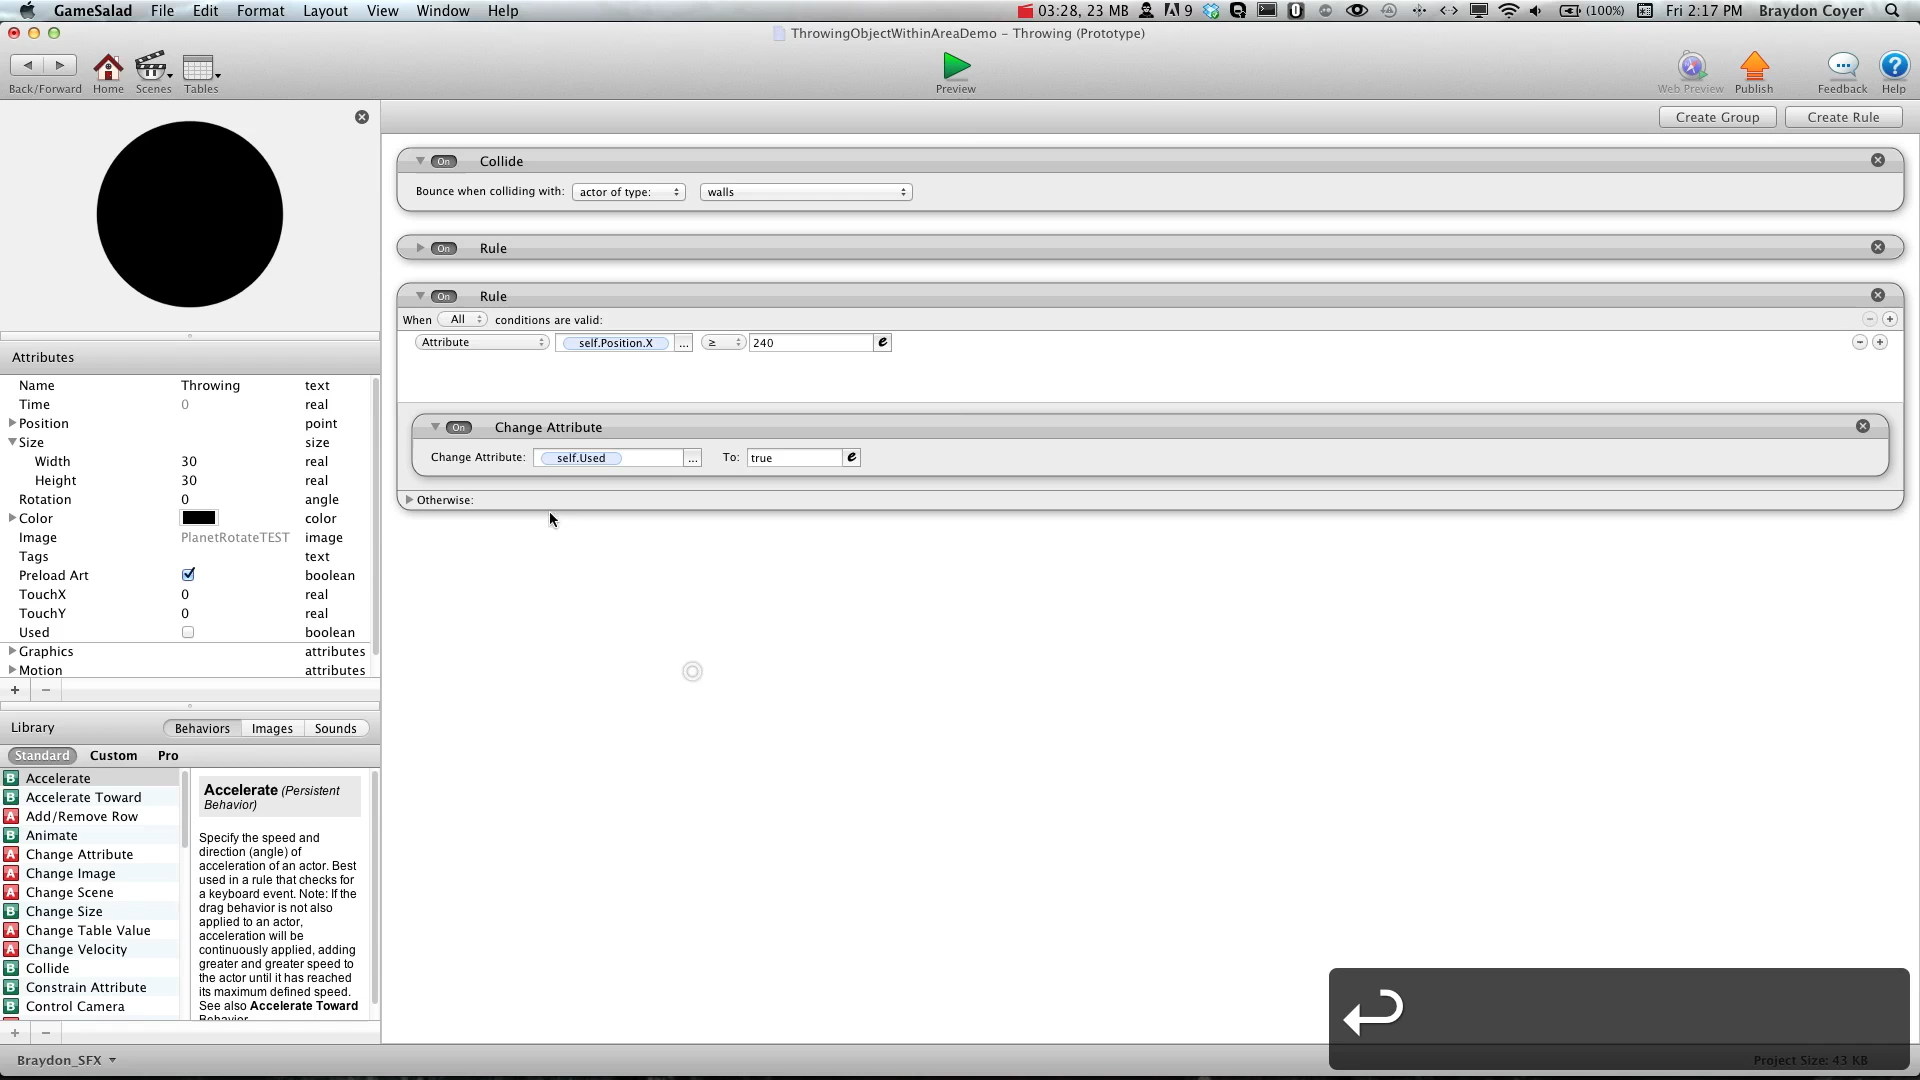 GameSalad File Edit Format Layout View Window Help 03:28, 23 MB 9 (100%) Fri 2:17 PM Braydon Coyer
ThrowingObjectWithinAreaDemo – Throwing (Prototype)
Back/Forward Home Scenes Tables Preview Web Preview Publish Feedback Help
Create Group Create Rule
On Collide
Bounce when colliding with: actor of type: walls
On Rule
On Rule
When All conditions are valid:
Attribute self.Position.X ... ≥ 240 e
On Change Attribute
Change Attribute: self.Used ... To: true e
Otherwise:
Attributes
Name Throwing text
Time 0 real
Position point
Size size
Width 30 real
Height 30 real
Rotation 0 angle
Color color
Image PlanetRotateTEST image
Tags text
Preload Art boolean
TouchX 0 real
TouchY 0 real
Used boolean
Graphics attributes
Motion attributes
Library Behaviors Images Sounds
Standard Custom Pro
B Accelerate
B Accelerate Toward
A Add/Remove Row
B Animate
A Change Attribute
A Change Image
A Change Scene
B Change Size
A Change Table Value
A Change Velocity
B Collide
B Constrain Attribute
B Control Camera
Accelerate (Persistent
Behavior)
Specify the speed and
direction (angle) of
acceleration of an actor. Best
used in a rule that checks for
a keyboard event. Note: If the
drag behavior is not also
applied to an actor,
acceleration will be
continuously applied, adding
greater and greater speed to
the actor until it has reached
its maximum defined speed.
See also Accelerate Toward
Behavior
Braydon_SFX
Project Size: 43 KB